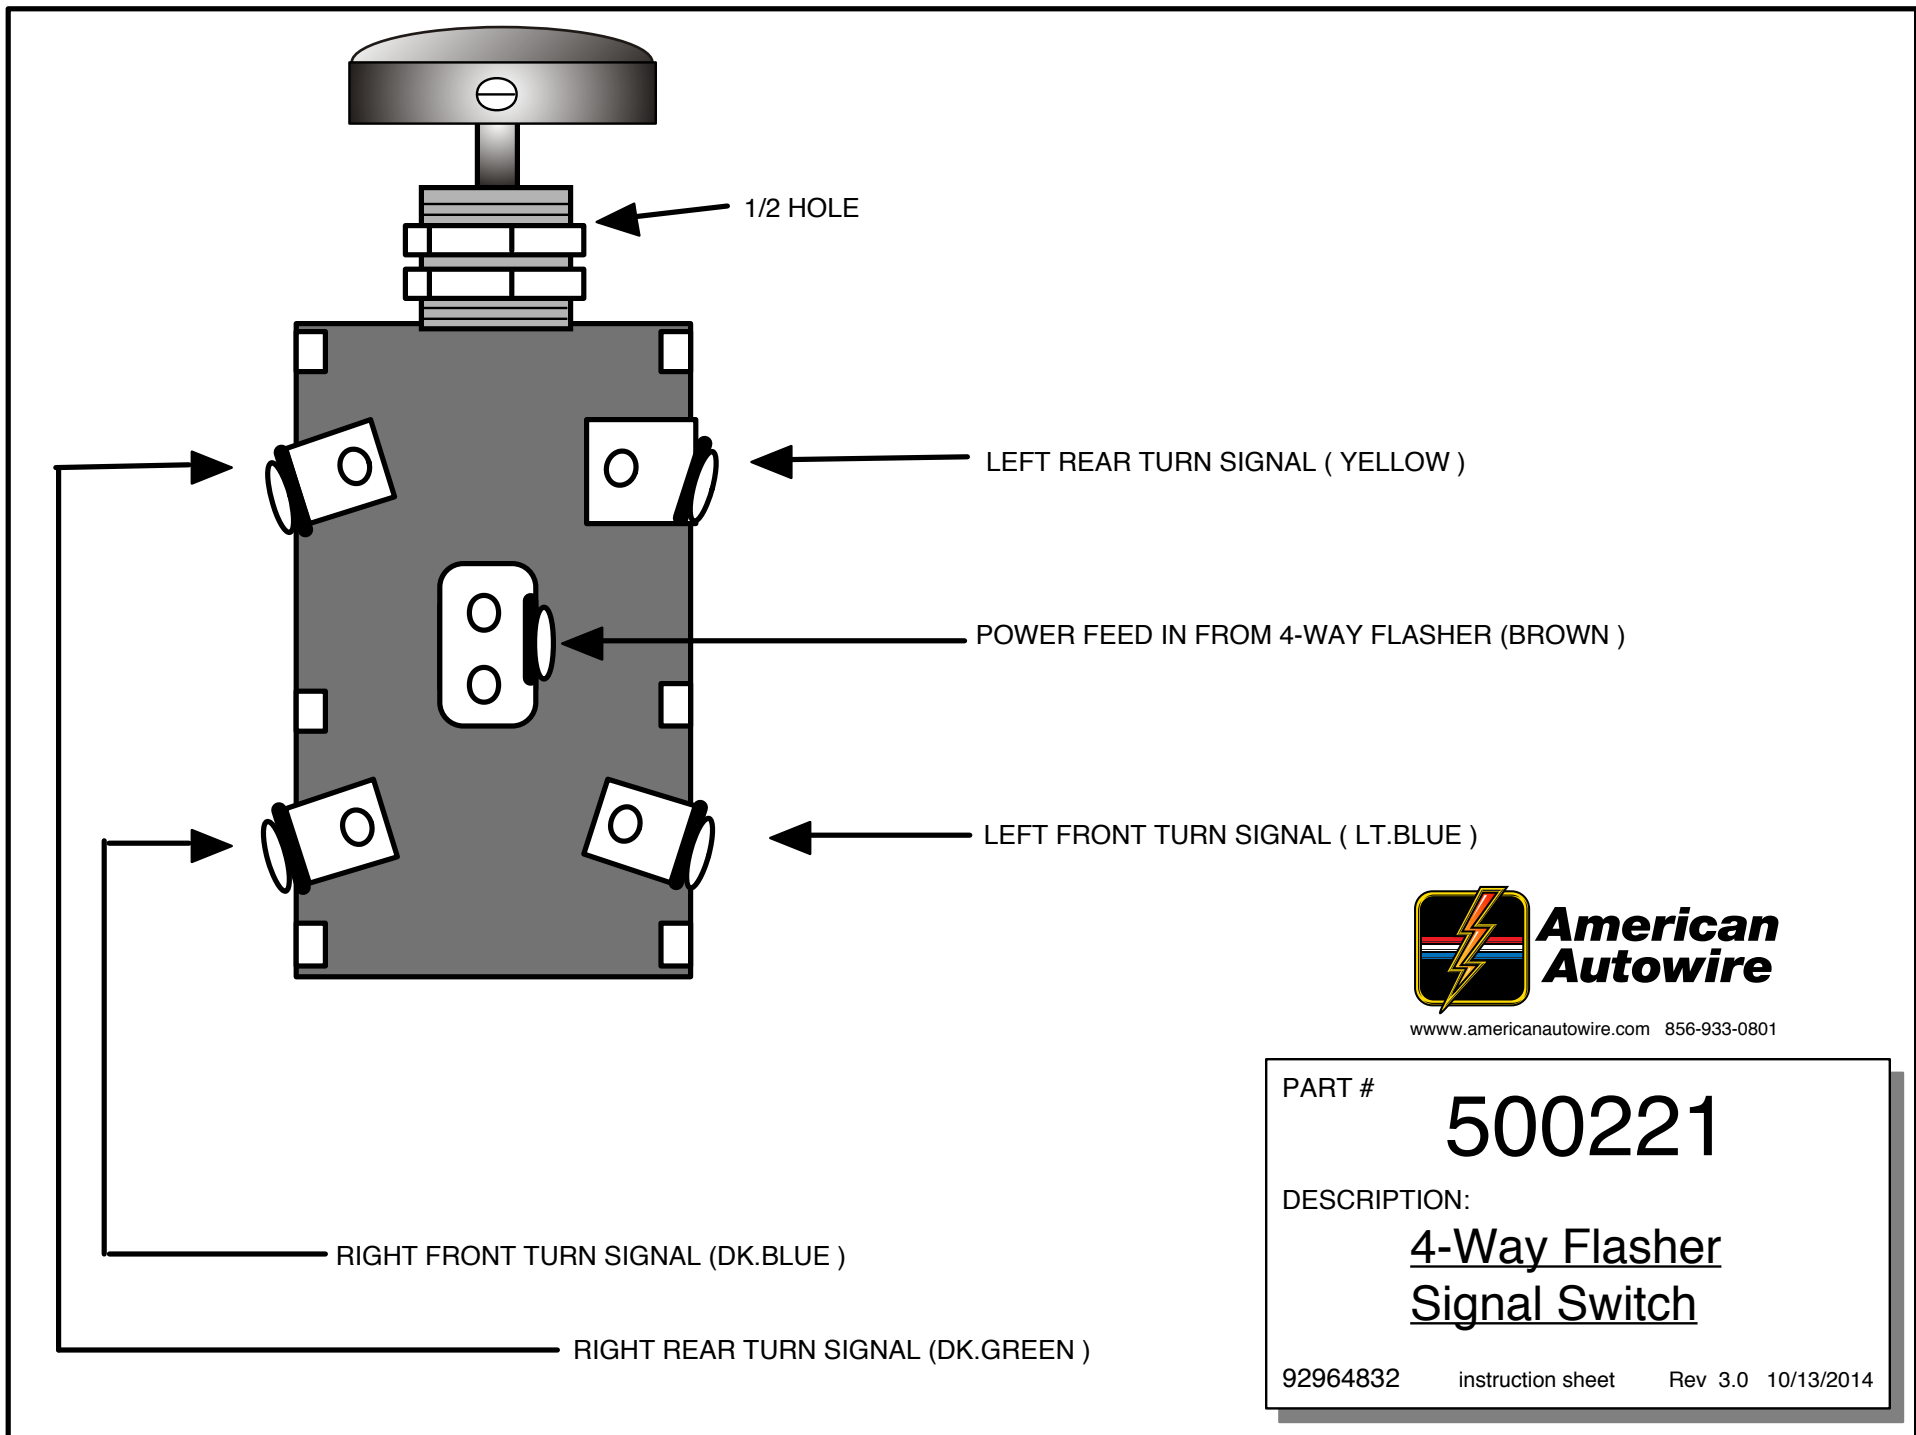 1/2 HOLE
LEFT REAR TURN SIGNAL ( YELLOW )
POWER FEED IN FROM 4-WAY FLASHER (BROWN )
LEFT FRONT TURN SIGNAL ( LT.BLUE )
American
Autowire
wwww.americanautowire.com 856-933-0801
PART #
500221
DESCRIPTION:
4-Way Flasher
Signal Switch
92964832 instruction sheet Rev 3.0 10/13/2014
RIGHT FRONT TURN SIGNAL (DK.BLUE )
RIGHT REAR TURN SIGNAL (DK.GREEN )